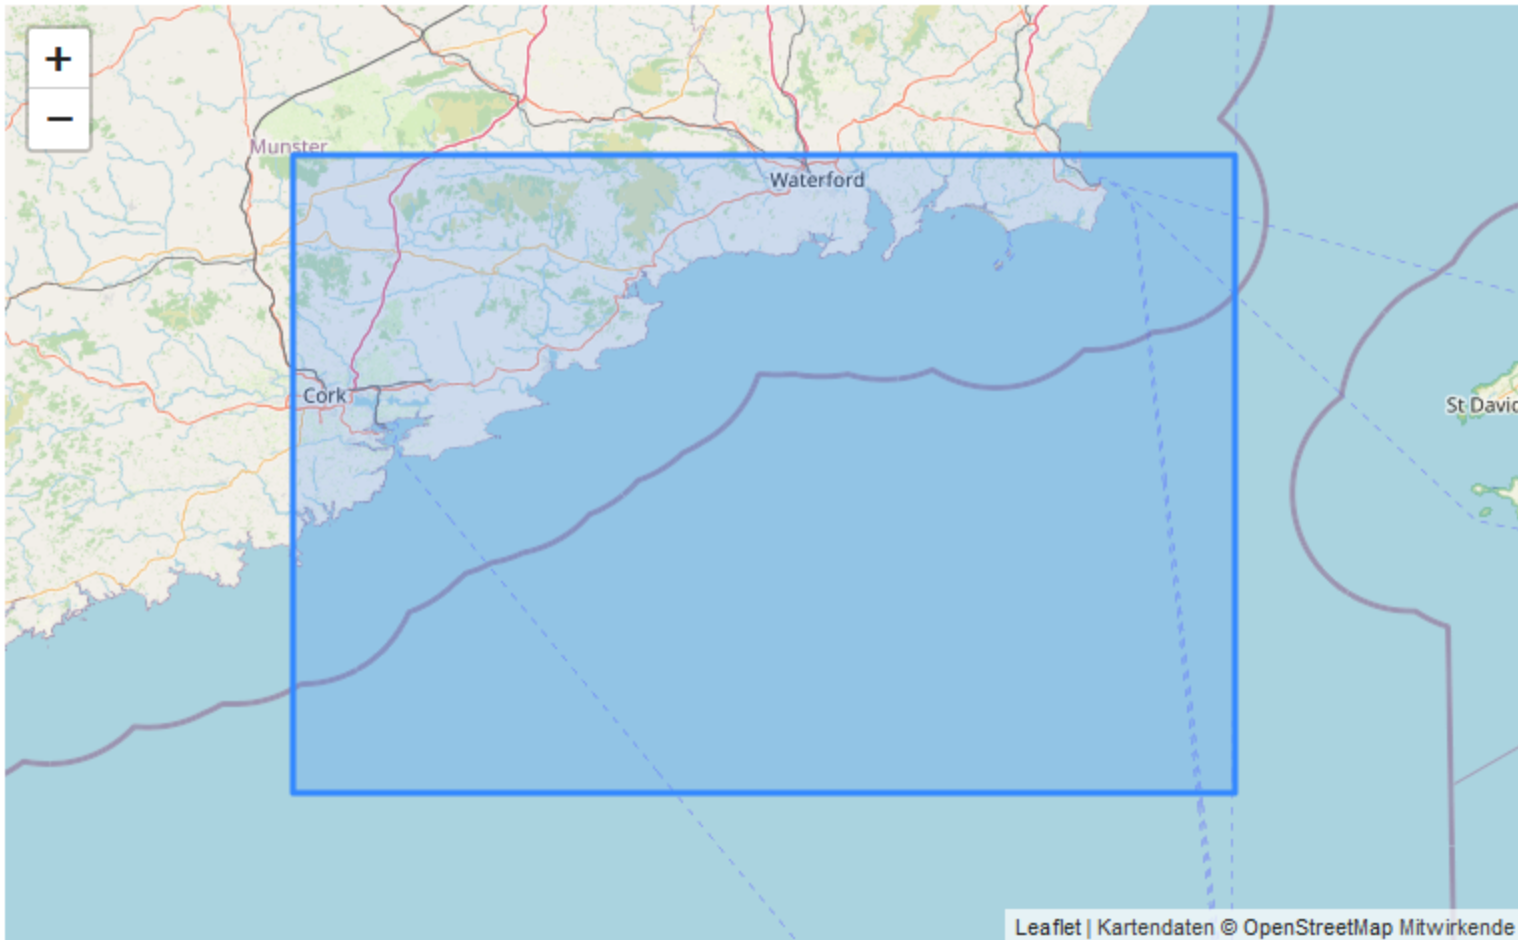 +
−
Munster
Waterford
Cork
St Davi
Leaflet | Kartendaten © OpenStreetMap Mitwirkende